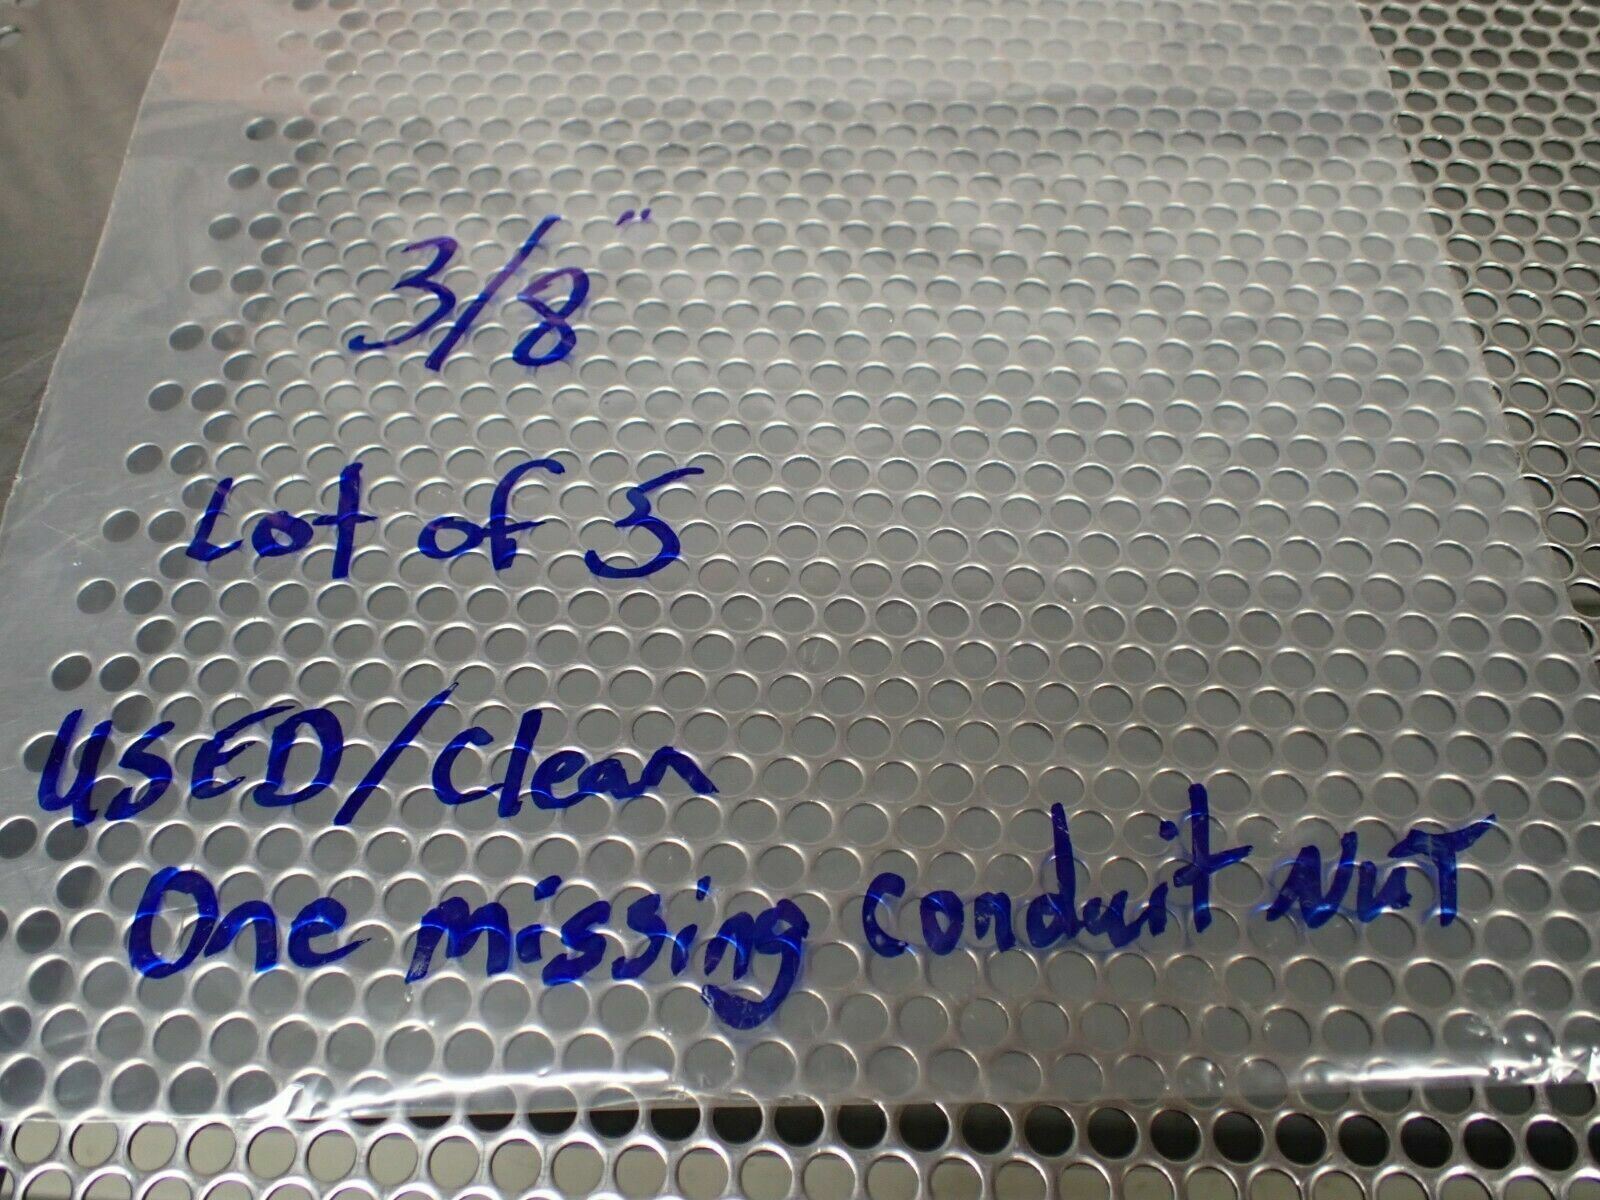 3/8"
Lot of 5
USED/Clean
One missing conduit NuT